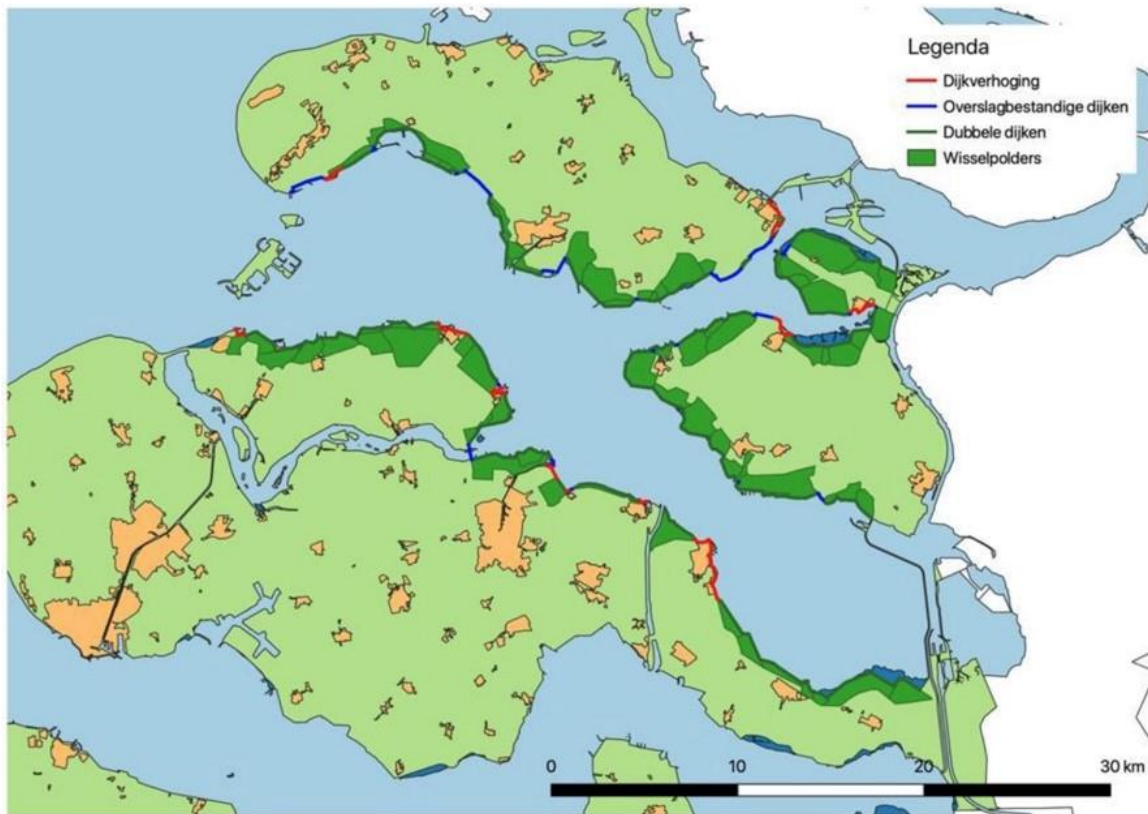 Legenda
Dijkverhoging
Overslagbestandige dijken
Dubbele dijken
Wisselpolders
0 10 20 30 km